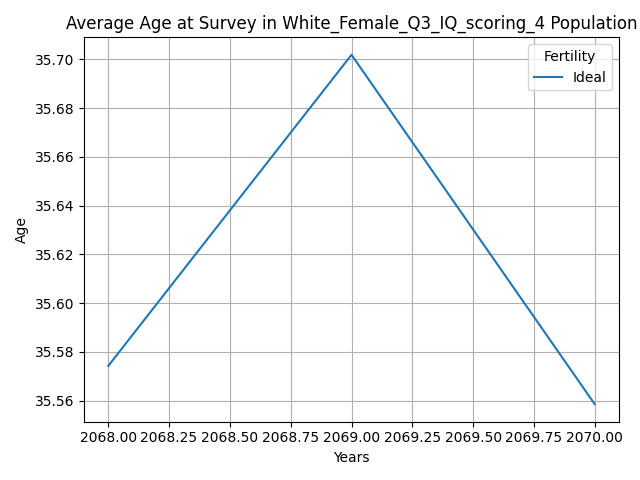 Average Age at Survey in White_Female_Q3_IQ_scoring_4 Population
Fertility
Ideal
35.70
35.68
35.66
35.64
35.62
35.60
35.58
35.56
Age
2068.00 2068.25 2068.50 2068.75 2069.00 2069.25 2069.50 2069.75 2070.00
Years